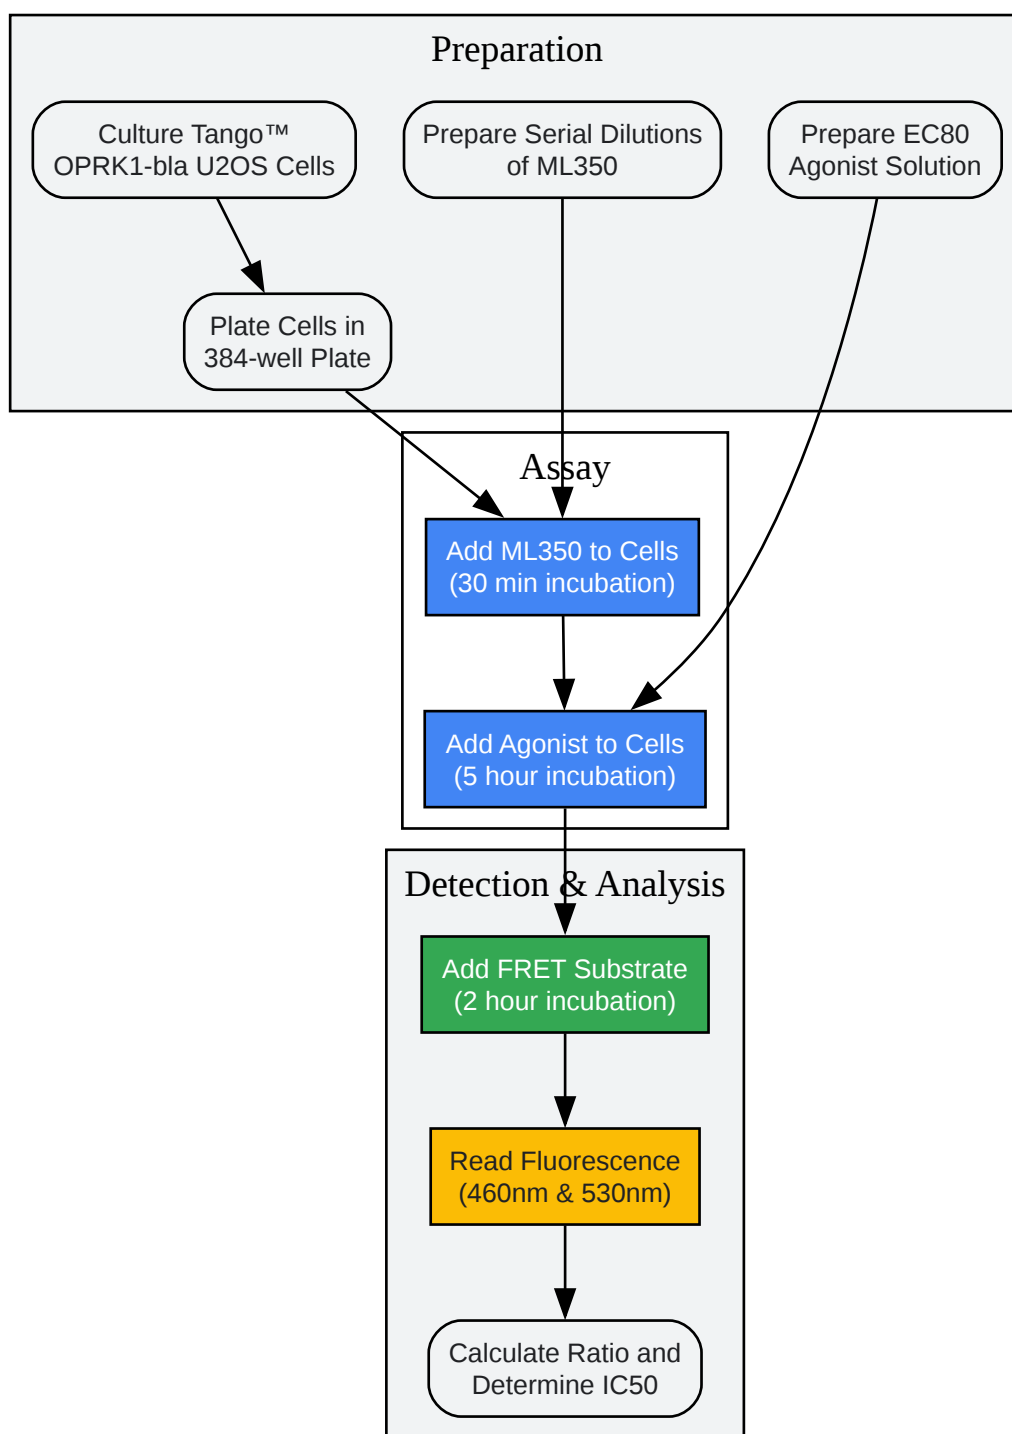 Preparation
Culture Tango™
OPRK1-bla U2OS Cells
Prepare Serial Dilutions
of ML350
Prepare EC80
Agonist Solution
Plate Cells in
384-well Plate
Assay
Add ML350 to Cells
(30 min incubation)
Add Agonist to Cells
(5 hour incubation)
Detection & Analysis
Add FRET Substrate
(2 hour incubation)
Read Fluorescence
(460nm & 530nm)
Calculate Ratio and
Determine IC50